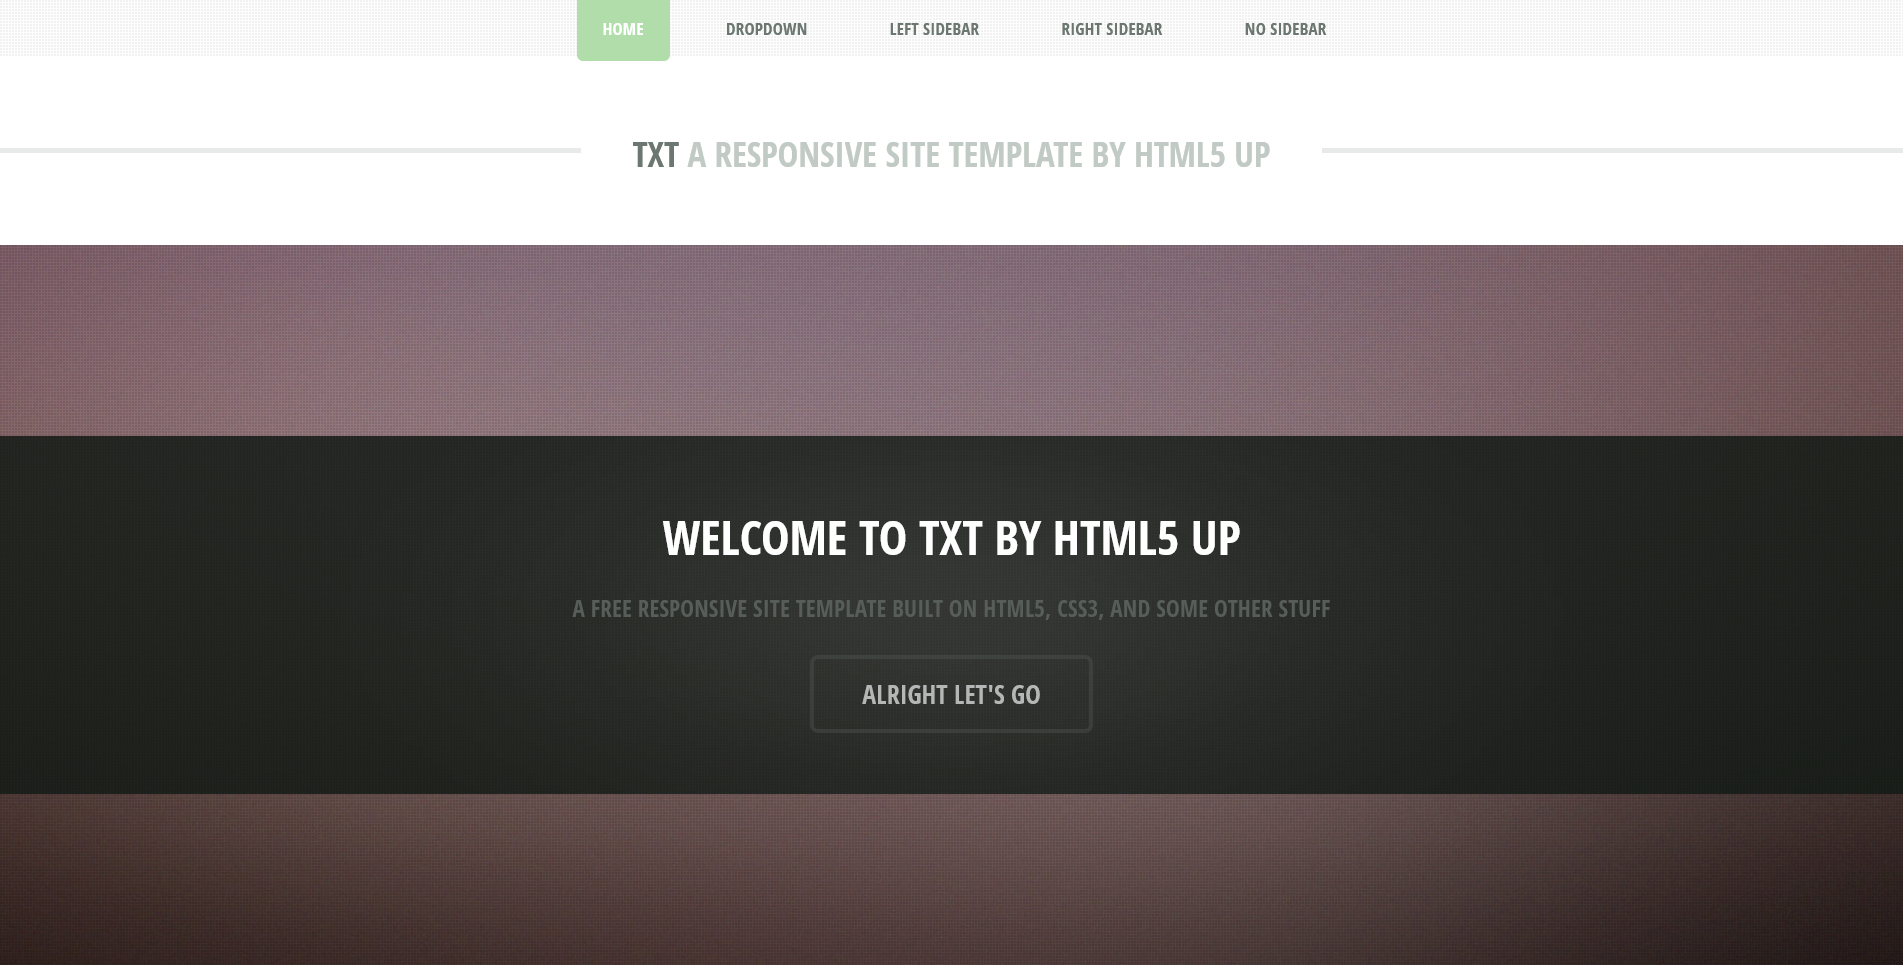 HOME DROPDOWN LEFT SIDEBAR RIGHT SIDEBAR NO SIDEBAR
TXT A RESPONSIVE SITE TEMPLATE BY HTML5 UP
WELCOME TO TXT BY HTML5 UP
A FREE RESPONSIVE SITE TEMPLATE BUILT ON HTML5, CSS3, AND SOME OTHER STUFF
ALRIGHT LET'S GO